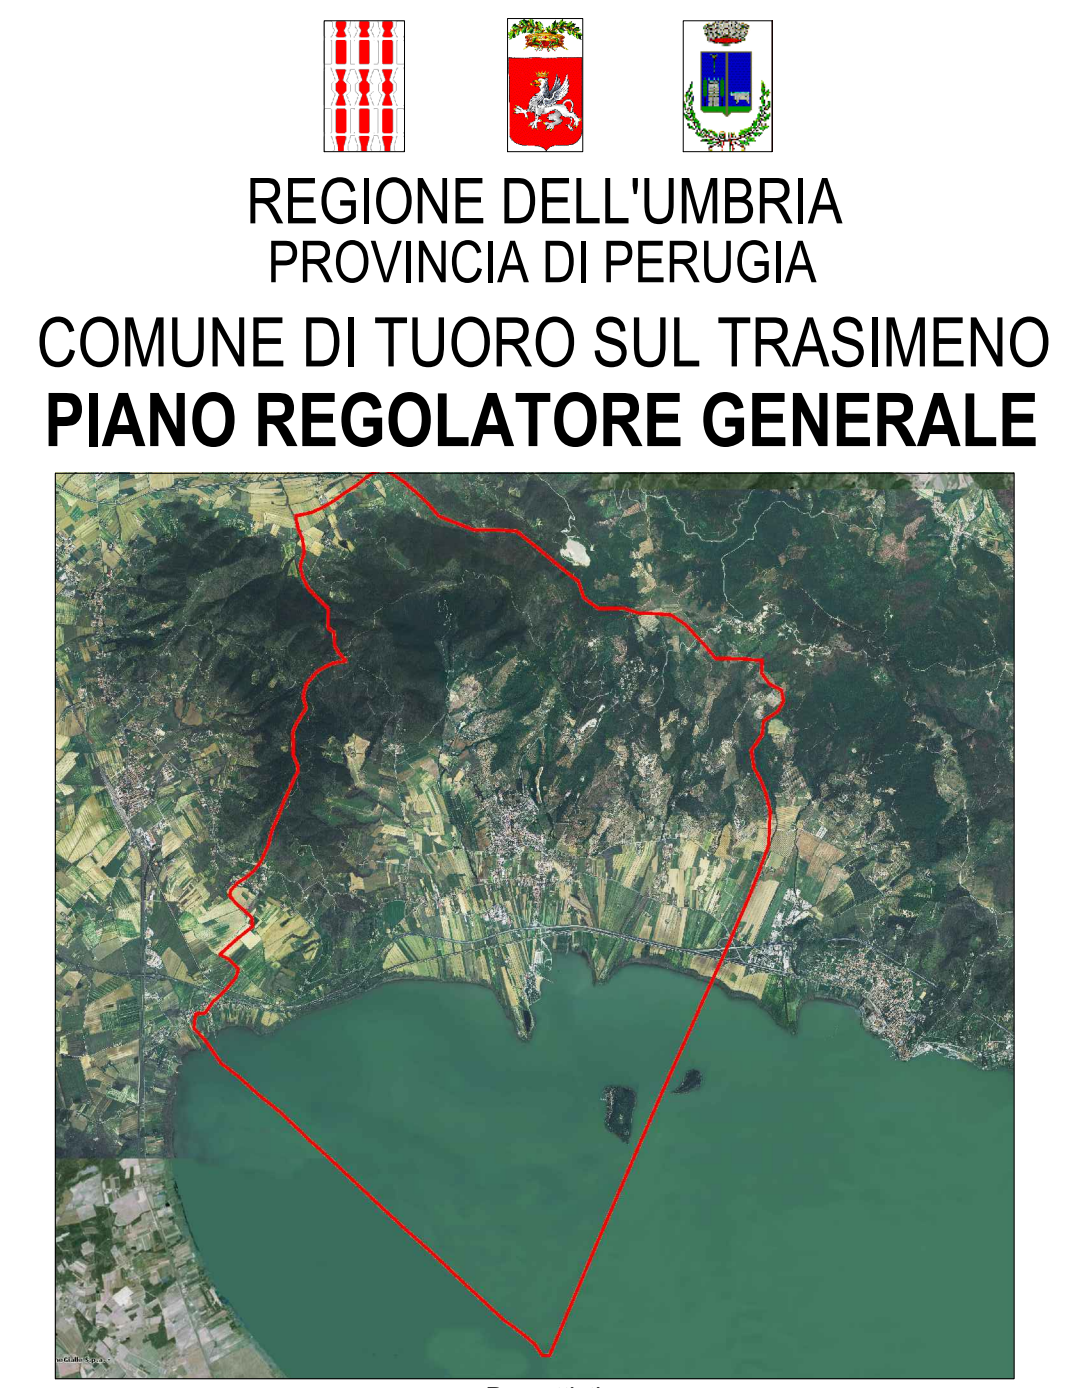 REGIONE DELL'UMBRIA
PROVINCIA DI PERUGIA
COMUNE DI TUORO SUL TRASIMENO
PIANO REGOLATORE GENERALE